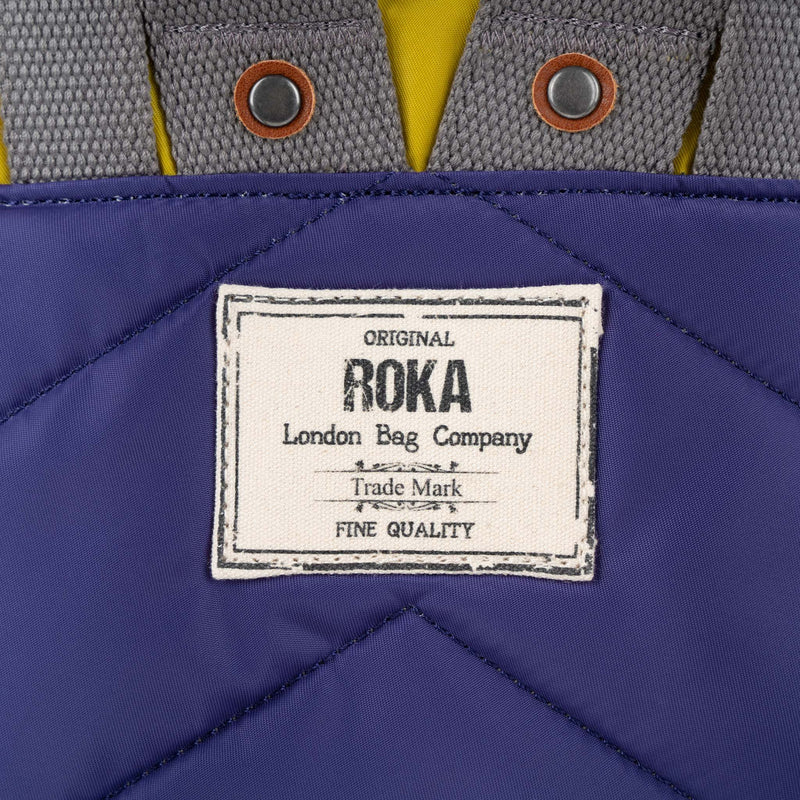 ORIGINAL
ROKA
London Bag Company
Trade Mark
FINE QUALITY